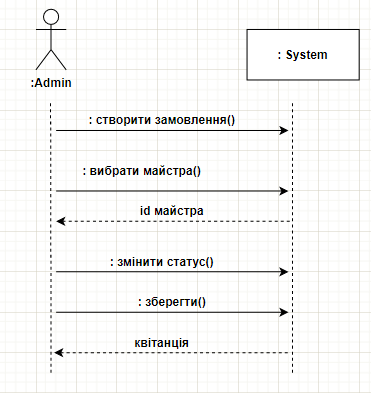 : System
:Admin
: створити замовлення()
: вибрати майстра()
id майстра
: змінити статус()
: зберегти()
квітанція